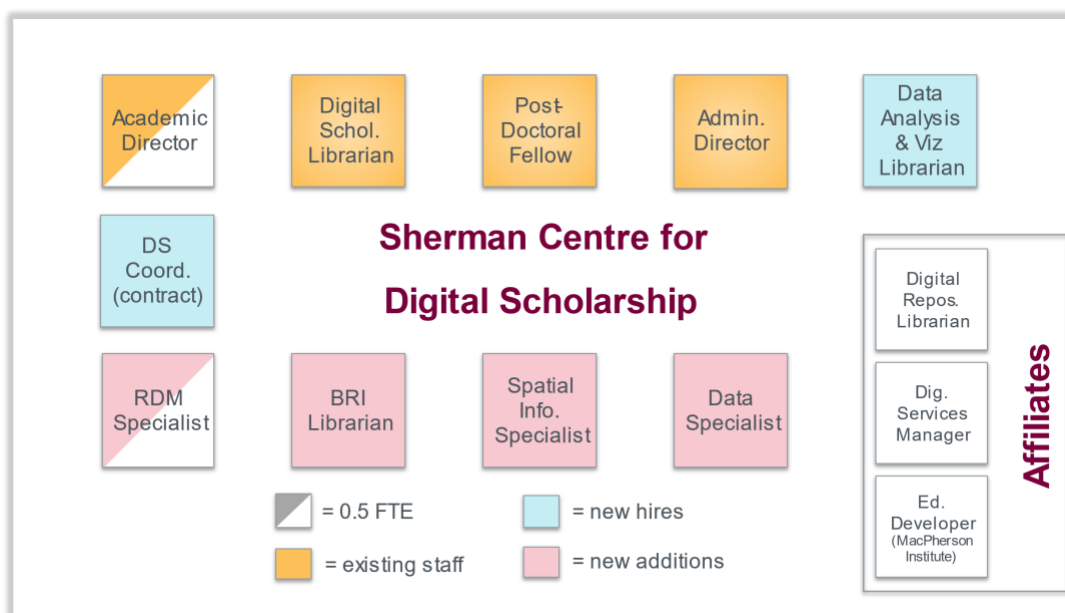 Academic
Director
Digital
Schol.
Librarian
Post-
Doctoral
Fellow
Admin.
Director
Data
Analysis
& Viz
Librarian
DS
Coord.
(contract)
Sherman Centre for
Digital Scholarship
RDM
Specialist
BRI
Librarian
Spatial
Info.
Specialist
Data
Specialist
Digital
Repos.
Librarian
Dig.
Services
Manager
Ed.
Developer
(MacPherson
Institute)
Affiliates
= 0.5 FTE
= new hires
= existing staff
= new additions